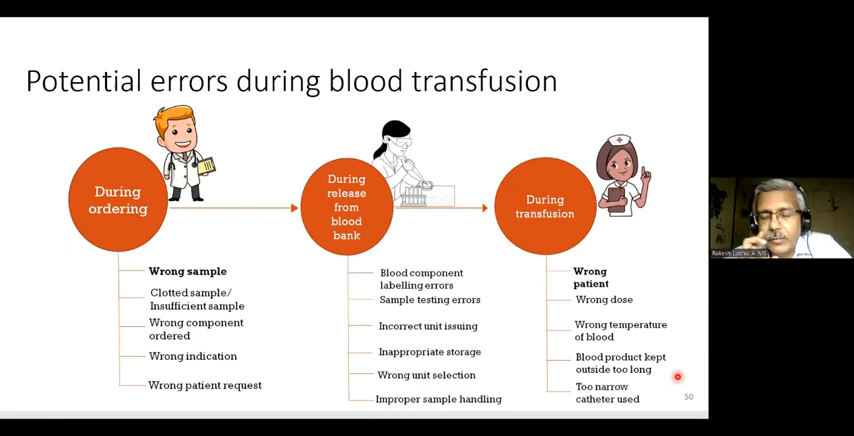 Potential errors during blood transfusion
During
ordering
During
release
from
blood
bank
During
transfusion
Wrong sample
Clotted sample/
Insufficient sample
Wrong component
ordered
Wrong indication
Wrong patient request
Blood component
labelling errors
Sample testing errors
Incorrect unit issuing
Inappropriate storage
Wrong unit selection
Improper sample handling
Wrong
patient
Wrong dose
Wrong temperature
of blood
Blood product kept
outside too long
Too narrow
catheter used
50
Rakesh